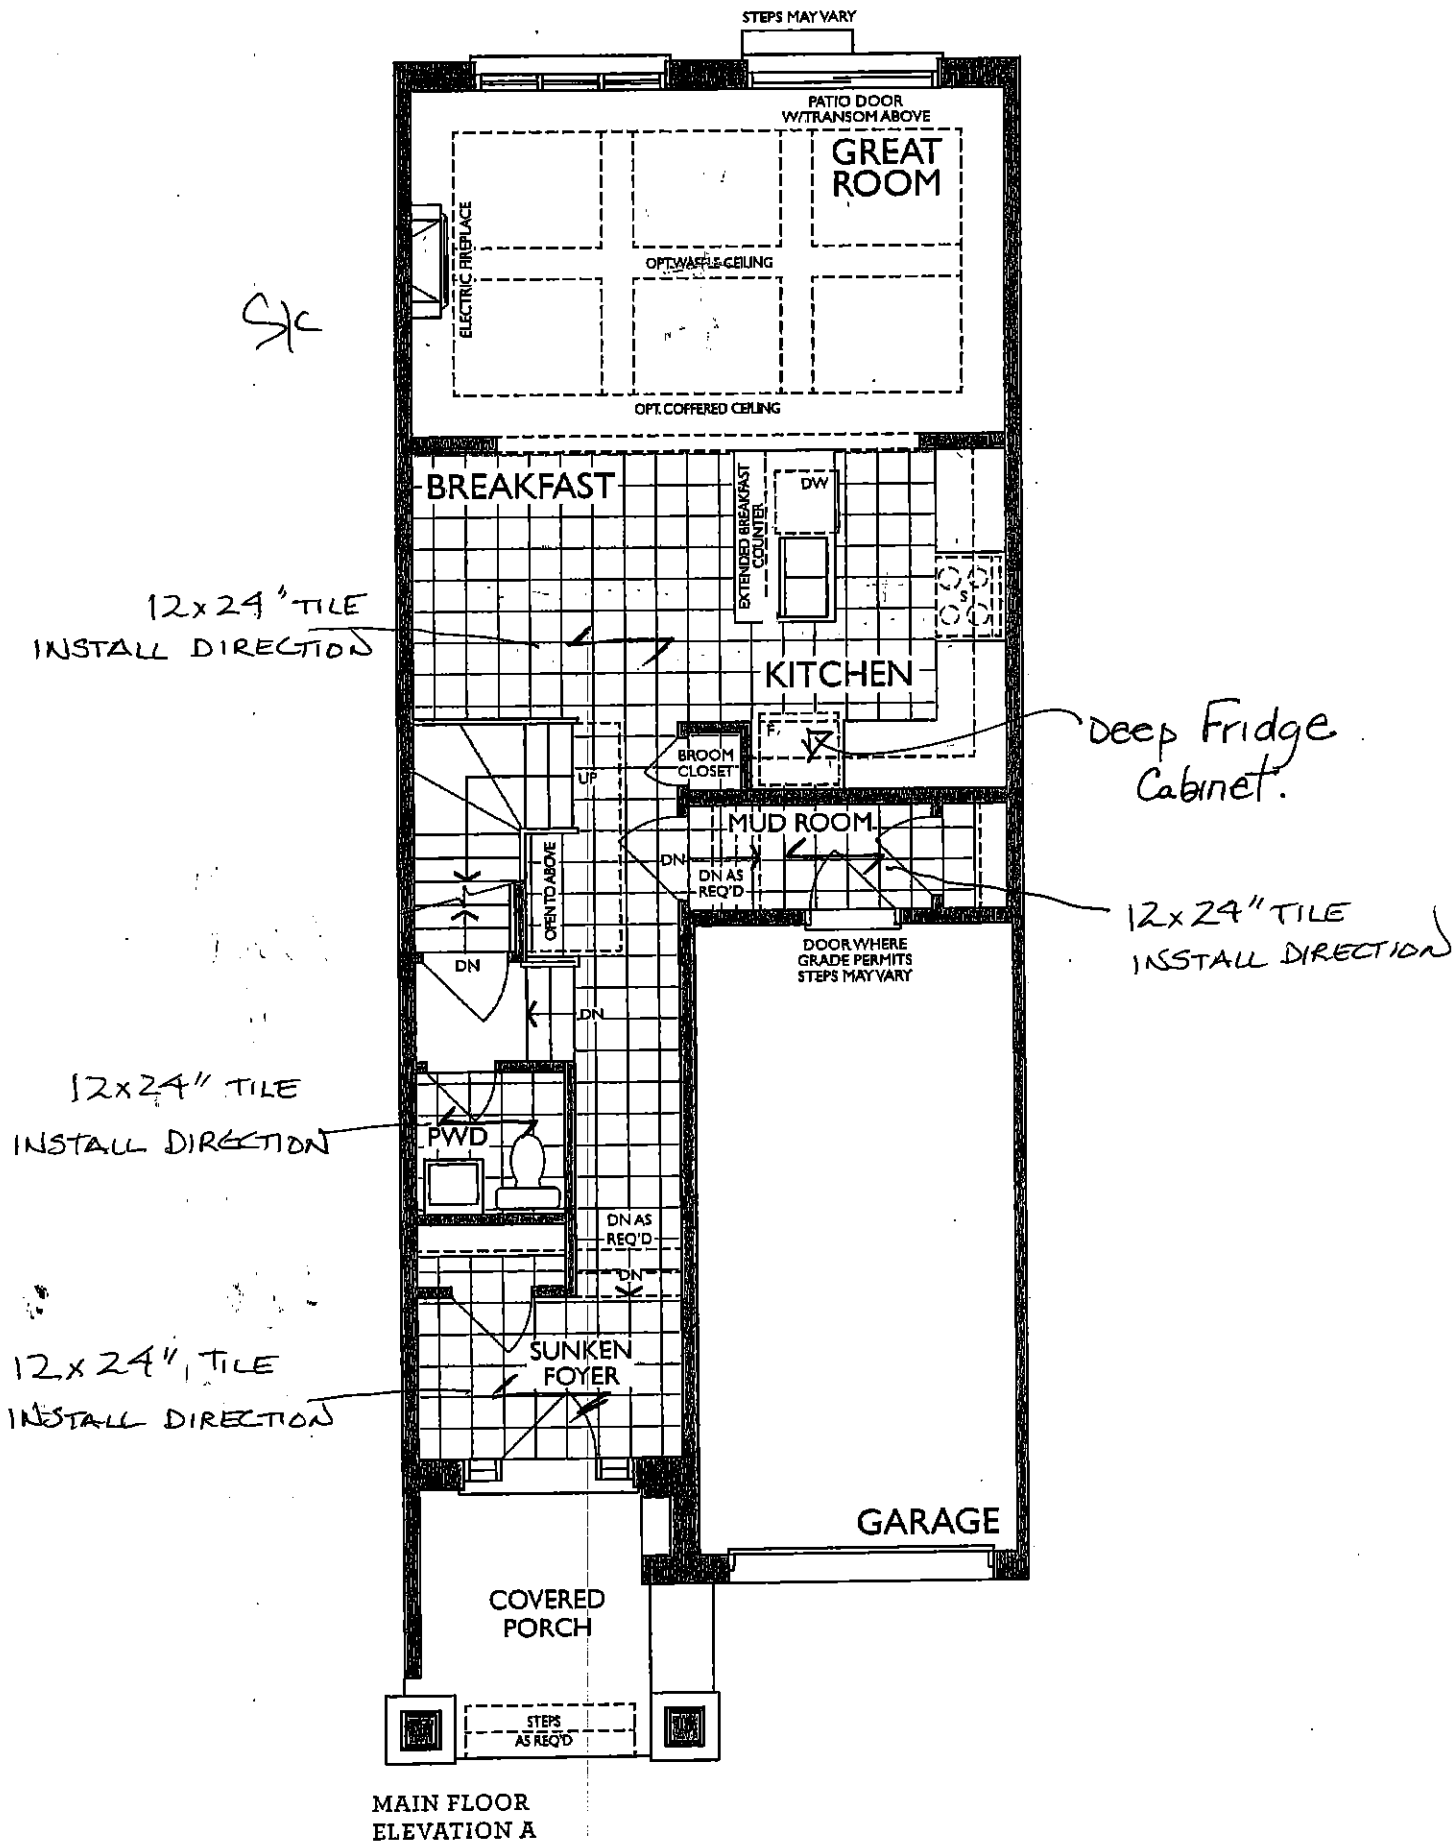 STEPS MAY VARY
PATIO DOOR
W/TRANSOM ABOVE
GREAT
ROOM
ELECTRIC FIREPLACE
OPT. WAFFLE CEILING
S/C
OPT. COFFERED CEILING
BREAKFAST
EXTENDED BREAKFAST
COUNTER
DW
S
12x24" TILE
INSTALL DIRECTION
KITCHEN
F.
Deep Fridge
Cabinet.
BROOM
CLOSET
UP
MUD ROOM
OPEN TO ABOVE
DN
DN AS
REQ'D
12x24" TILE
INSTALL DIRECTION
DOOR WHERE
GRADE PERMITS
STEPS MAY VARY
DN
DN
12x24" TILE
INSTALL DIRECTION
PWD
DN AS
REQ'D
DN
12x24" TILE
INSTALL DIRECTION
SUNKEN
FOYER
GARAGE
COVERED
PORCH
STEPS
AS REQ'D
MAIN FLOOR
ELEVATION A